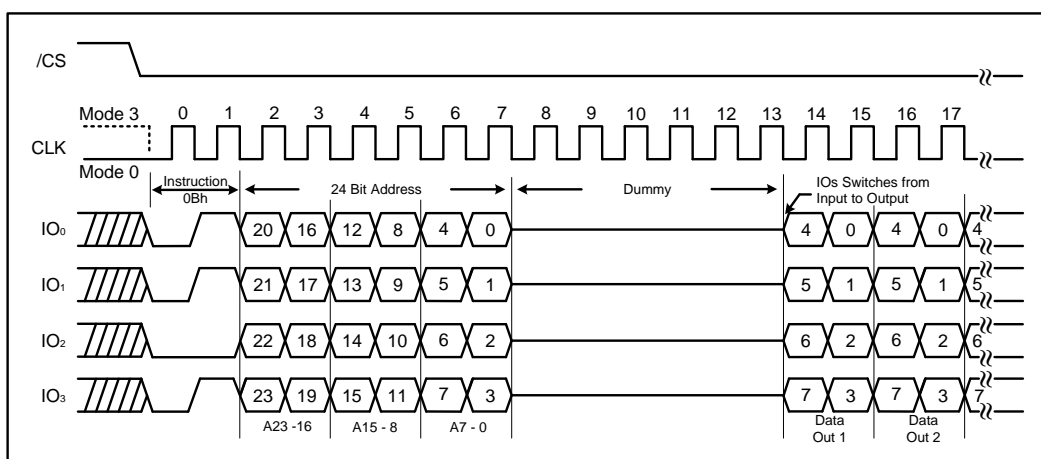 /CS
Mode 3 0 1 2 3 4 5 6 7 8 9 10 11 12 13 14 15 16 17
CLK
Mode 0
Instruction
0Bh
24 Bit Address
Dummy
IOs Switches from
Input to Output
IO0 20 16 12 8 4 0 4 0 4 0 4
IO1 21 17 13 9 5 1 5 1 5 1 5
IO2 22 18 14 10 6 2 6 2 6 2 6
IO3 23 19 15 11 7 3 7 3 7 3 7
A23 -16 A15 - 8 A7 - 0
Data
Out 1
Data
Out 2